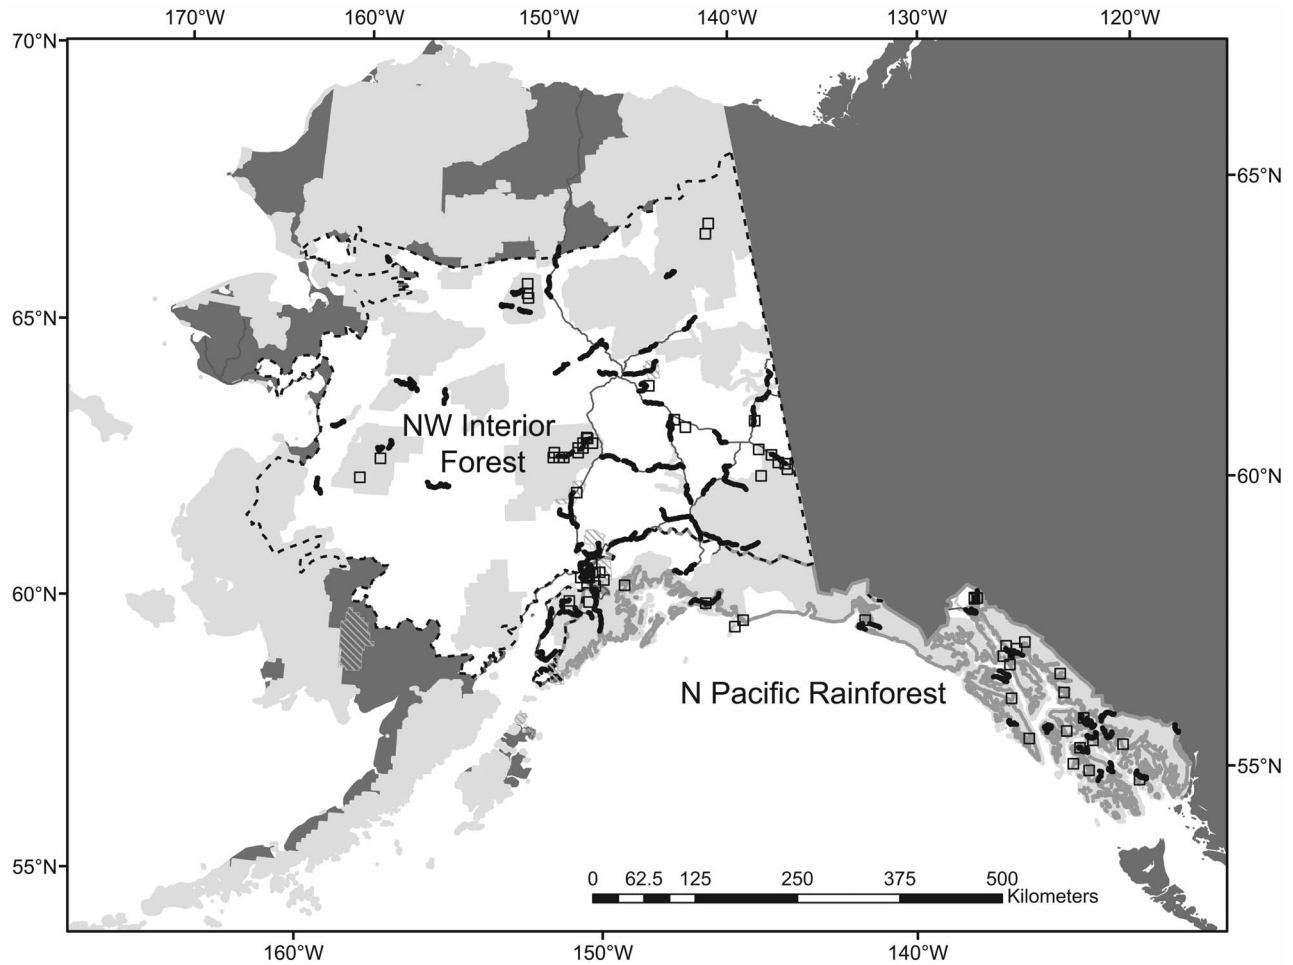 170°W 160°W 150°W 140°W 130°W 120°W
70°N
65°N
65°N
NW Interior
Forest
60°N
60°N
N Pacific Rainforest
55°N
55°N
0 62.5 125 250 375 500
Kilometers
160°W 150°W 140°W